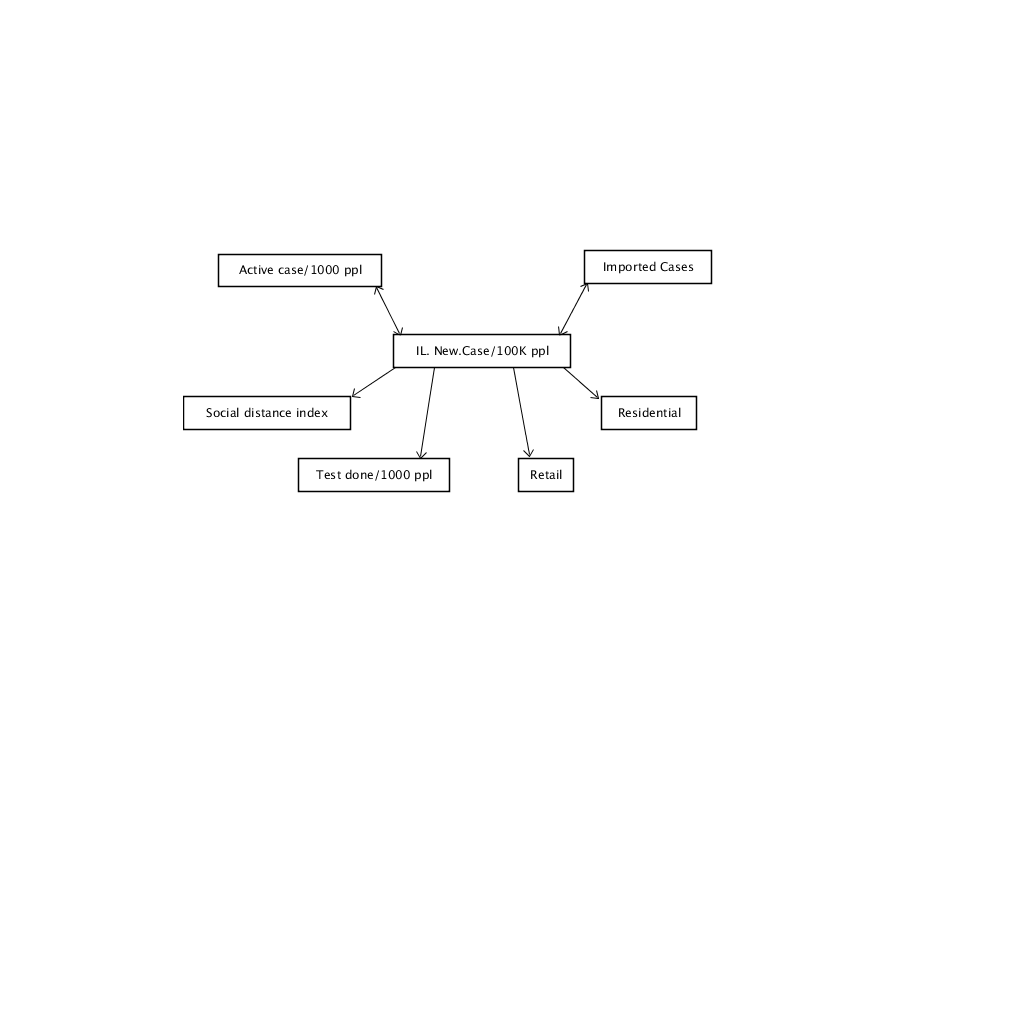 Active case/1000 ppl
Imported Cases
IL. New.Case/100K ppl
Social distance index
Residential
Test done/1000 ppl
Retail